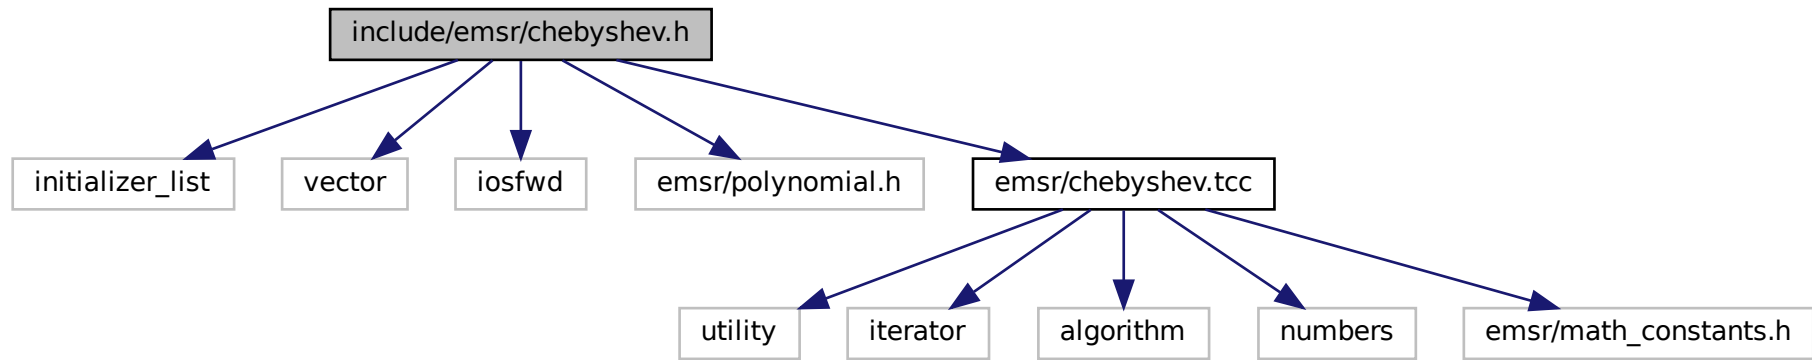 include/emsr/chebyshev.h
initializer_list
vector
iosfwd
emsr/polynomial.h
emsr/chebyshev.tcc
utility
iterator
algorithm
numbers
emsr/math_constants.h